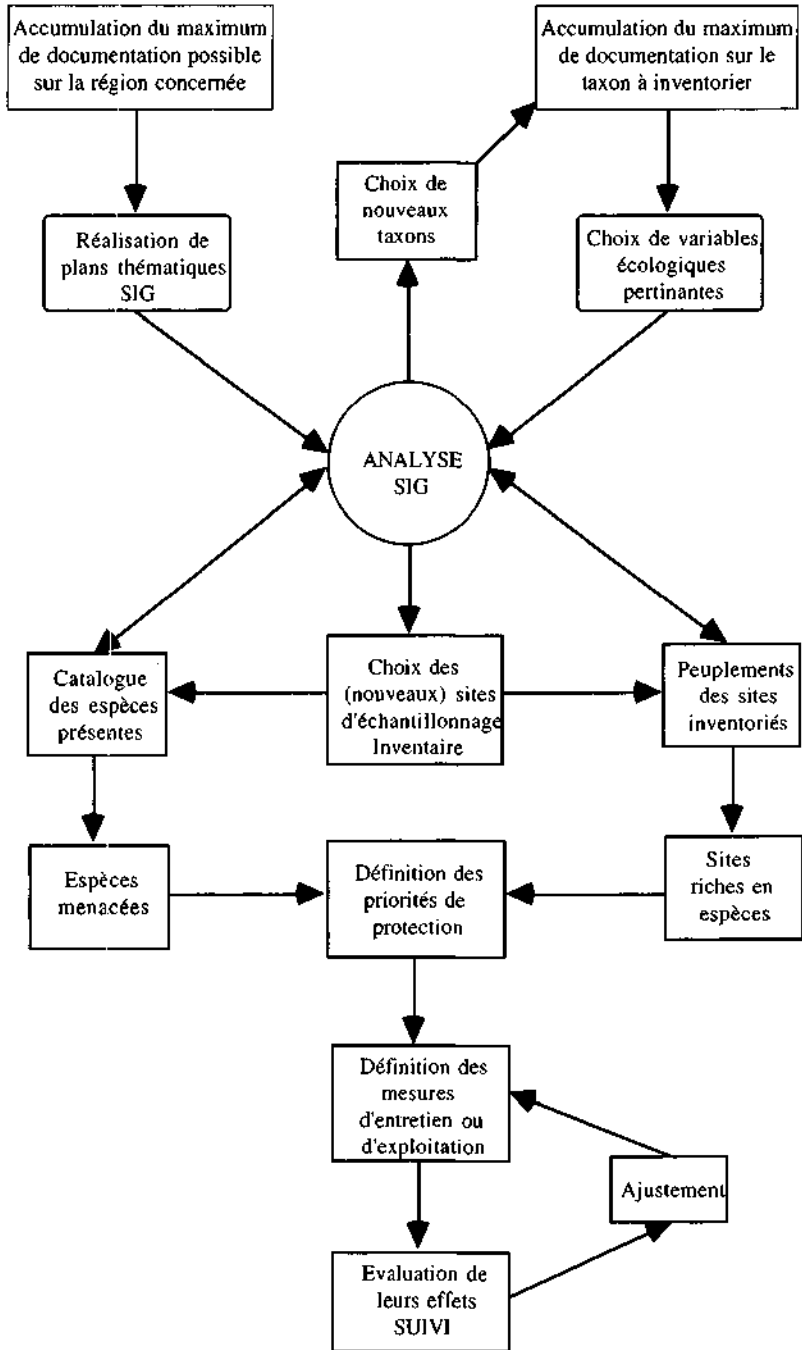 Accumulation du maximum
de documentation possible
sur la région concernée
Accumulation du maximum
de documentation sur le
taxon à inventorier
Choix de
nouveaux
taxons
Réalisation de
plans thématiques
SIG
Choix de variables
écologiques
pertinantes
ANALYSE
SIG
Catalogue
des espèces
présentes
Choix des
(nouveaux) sites
d'échantillonnage
Inventaire
Peuplements
des sites
inventoriés
Espèces
menacées
Définition des
priorités de
protection
Sites
riches en
espèces
Définition des
mesures
d'entretien ou
d'exploitation
Ajustement
Evaluation de
leurs effets
SUIVI